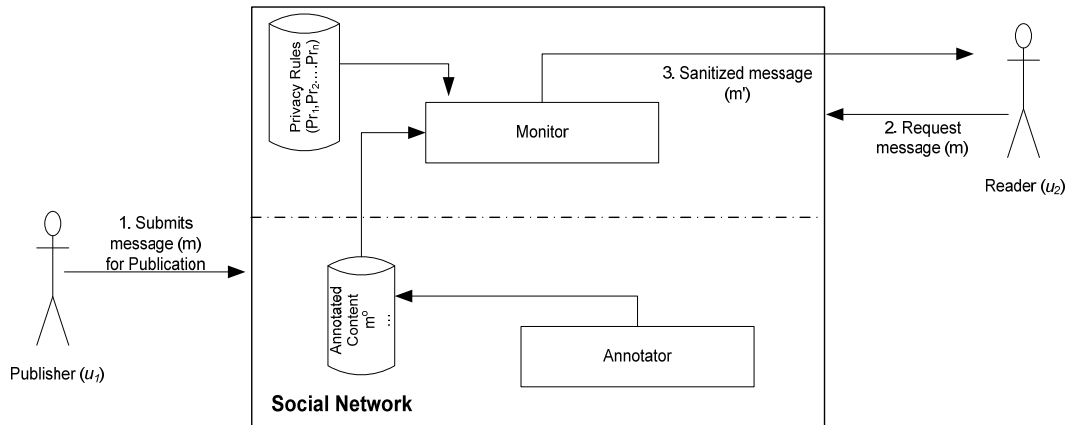 Privacy Rules
(Pr1,Pr2....Prn)
Monitor
3. Sanitized message
(m')
2. Request
message (m)
Reader (u2)
1. Submits
message (m)
for Publication
Publisher (u1)
Annotated
Content
mo
...
Annotator
Social Network